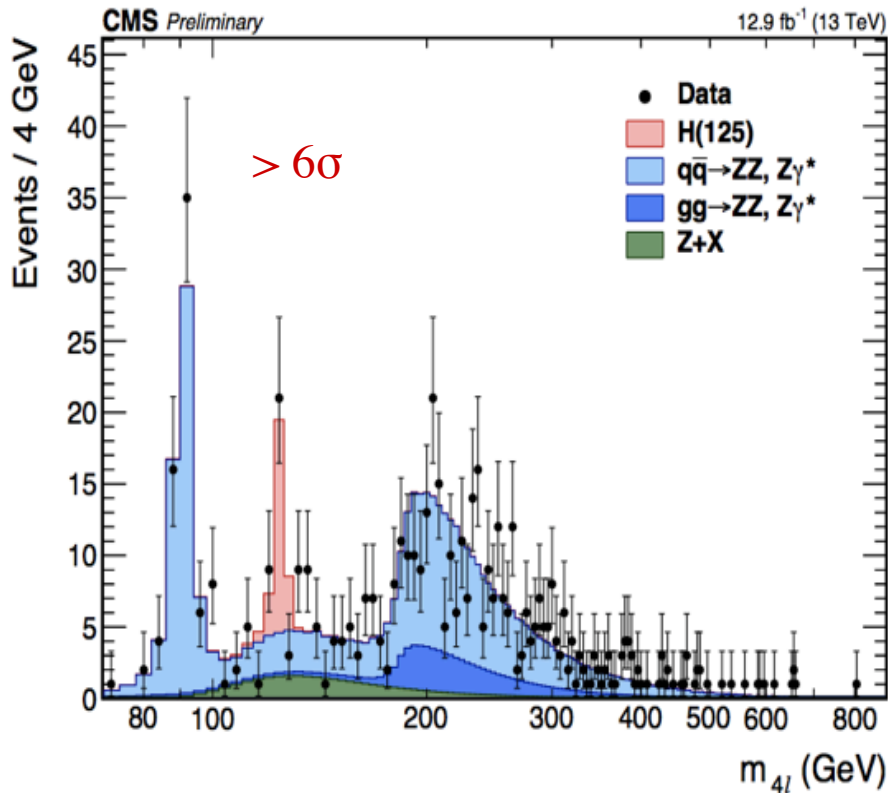 CMS Preliminary 12.9 fb⁻¹ (13 TeV)
Events / 4 GeV
45
40
35
30
25
20
15
10
5
0
> 6σ
Data
H(125)
qq̄→ZZ, Zγ*
gg→ZZ, Zγ*
Z+X
80 100 200 300 400 500 600 800
m₄ₗ (GeV)